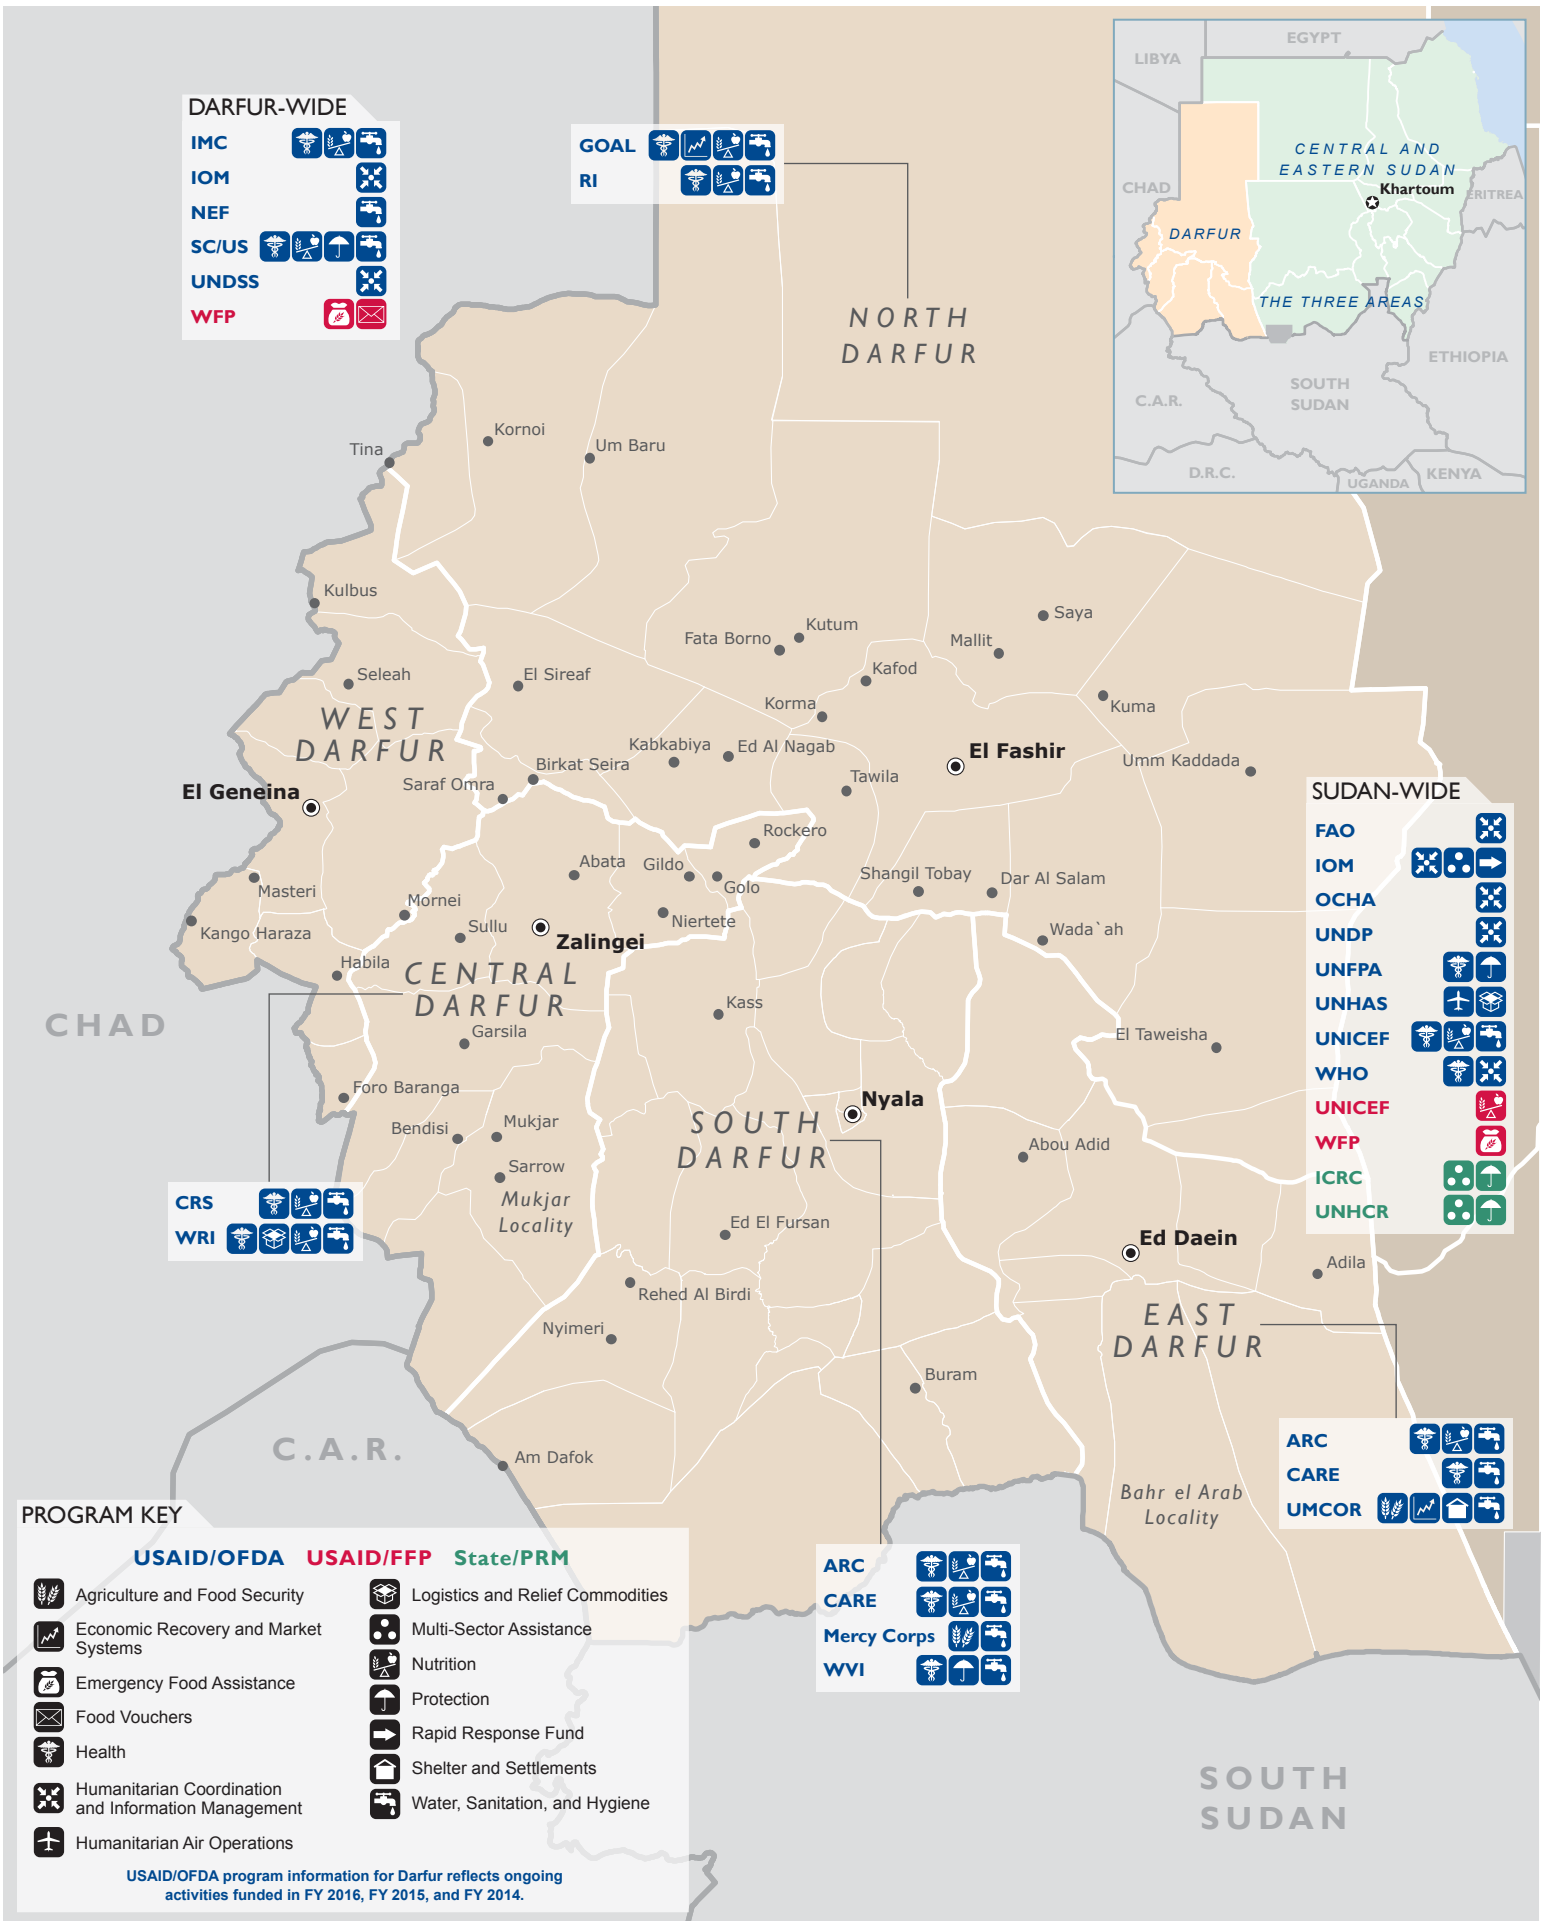 DARFUR-WIDE
IMC
IOM
NEF
SC/US
UNDSS
WFP
GOAL
RI
LIBYA
EGYPT
CENTRAL AND
EASTERN SUDAN
Khartoum
CHAD
ERITREA
DARFUR
THE THREE AREAS
ETHIOPIA
SOUTH
SUDAN
C.A.R.
D.R.C.
UGANDA
KENYA
NORTH
DARFUR
Kornoi
Um Baru
Tina
Kulbus
Saya
Kutum
Fata Borno
Mallit
Kafod
Seleah
El Sireaf
Korma
Kuma
WEST
DARFUR
Kabkabiya
Ed Al Nagab
El Fashir
Umm Kaddada
Birkat Seira
Saraf Omra
Tawila
El Geneina
Rockero
Abata
Gildo
Golo
Shangil Tobay
Dar Al Salam
Masteri
Mornei
Niertete
Sullu
Kango Haraza
Zalingei
Wada`ah
Habila
CENTRAL
DARFUR
Kass
CHAD
Garsila
El Taweisha
Foro Baranga
Nyala
Bendisi
Mukjar
SOUTH
DARFUR
Abou Adid
Sarrow
Mukjar
Locality
Ed El Fursan
Ed Daein
Adila
Rehed Al Birdi
Nyimeri
EAST
DARFUR
Buram
C.A.R.
Am Dafok
Bahr el Arab
Locality
SUDAN-WIDE
FAO
IOM
OCHA
UNDP
UNFPA
UNHAS
UNICEF
WHO
UNICEF
WFP
ICRC
UNHCR
CRS
WRI
ARC
CARE
UMCOR
ARC
CARE
Mercy Corps
WVI
SOUTH
SUDAN
PROGRAM KEY
USAID/OFDA USAID/FFP State/PRM
Agriculture and Food Security
Economic Recovery and Market
Systems
Emergency Food Assistance
Food Vouchers
Health
Humanitarian Coordination
and Information Management
Humanitarian Air Operations
Logistics and Relief Commodities
Multi-Sector Assistance
Nutrition
Protection
Rapid Response Fund
Shelter and Settlements
Water, Sanitation, and Hygiene
USAID/OFDA program information for Darfur reflects ongoing
activities funded in FY 2016, FY 2015, and FY 2014.